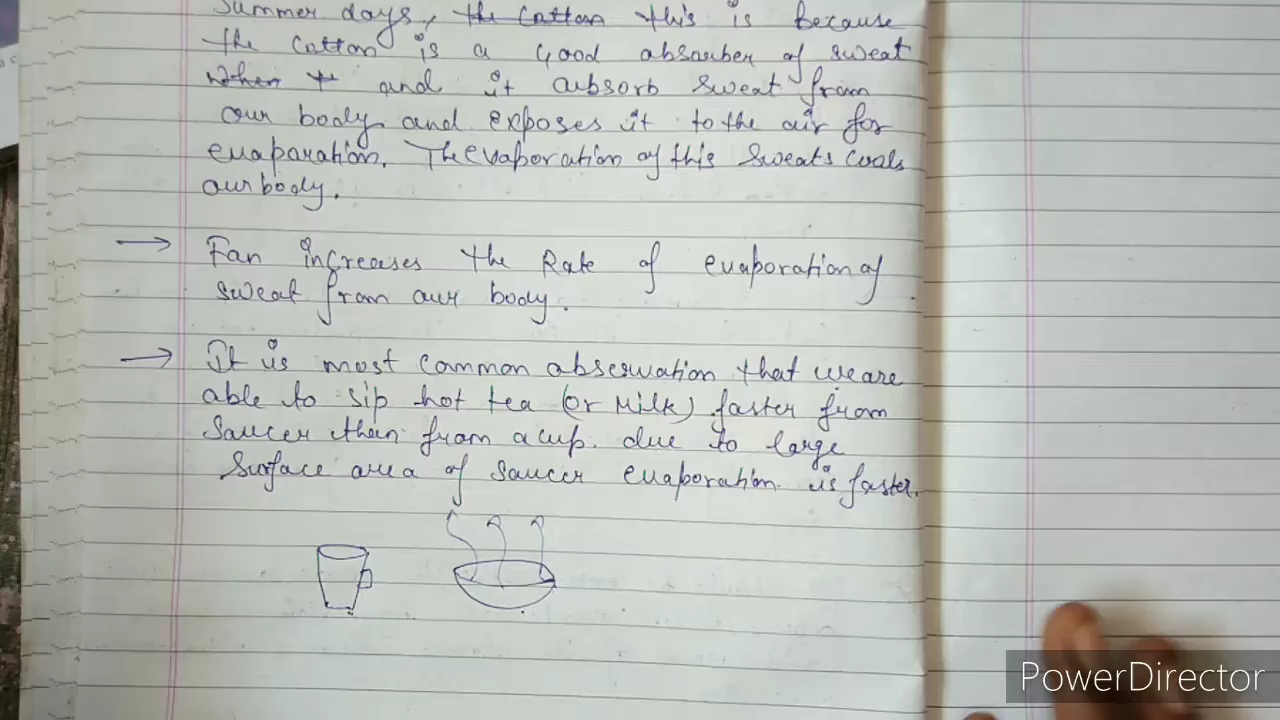 Summer days, the cotton this is because
the cotton is a good absorber of sweat
when and it absorb sweat from
our body and exposes it to the air for
evaporation. The evaporation of this sweats cools
our body.
→ Fan increases the Rate of evaporation of
sweat from our body.
→ It is most common observation that we are
able to sip hot tea (or Milk) faster from
saucer than from a cup. due to large
surface area of saucer evaporation is faster.
PowerDirector